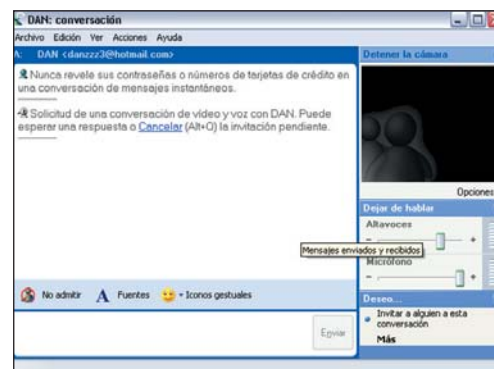 DAN: conversación
Archivo Edición Ver Acciones Ayuda
A: DAN <danzzz3@hotmail.com>
Nunca revele sus contraseñas o números de tarjetas de crédito en
una conversación de mensajes instantáneos.
Solicitud de una conversación de vídeo y voz con DAN. Puede
esperar una respuesta o Cancelar (Alt+Q) la invitación pendiente.
No admitir Fuentes Iconos gestuales
Enviar
Detener la cámara
Opciones
Dejar de hablar
Altavoces
- +
Mensajes enviados y recibidos
Micrófono
- +
Deseo...
Invitar a alguien a esta
conversación
Más